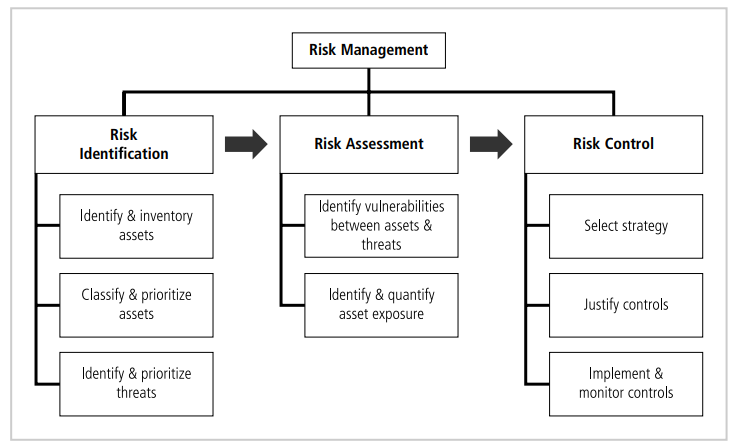 Risk Management
Risk
Identification
Risk Assessment
Risk Control
Identify & inventory
assets
Classify & prioritize
assets
Identify & prioritize
threats
Identify vulnerabilities
between assets &
threats
Identify & quantify
asset exposure
Select strategy
Justify controls
Implement &
monitor controls